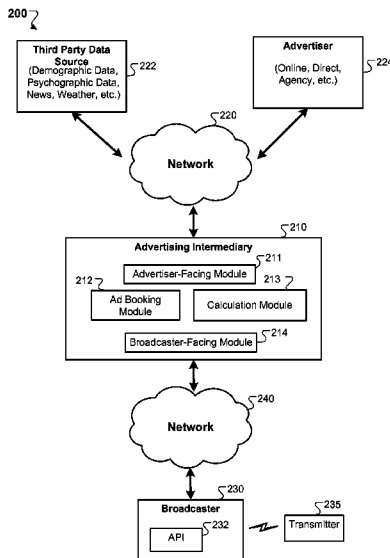 200
Third Party Data
Source
(Demographic Data,
Psychographic Data,
News, Weather, etc.)
222
Advertiser
(Online, Direct,
Agency, etc.)
224
220
Network
210
Advertising Intermediary
211
Advertiser-Facing Module
212
Ad Booking
Module
213
Calculation Module
214
Broadcaster-Facing Module
240
Network
230
Broadcaster
API
232
235
Transmitter